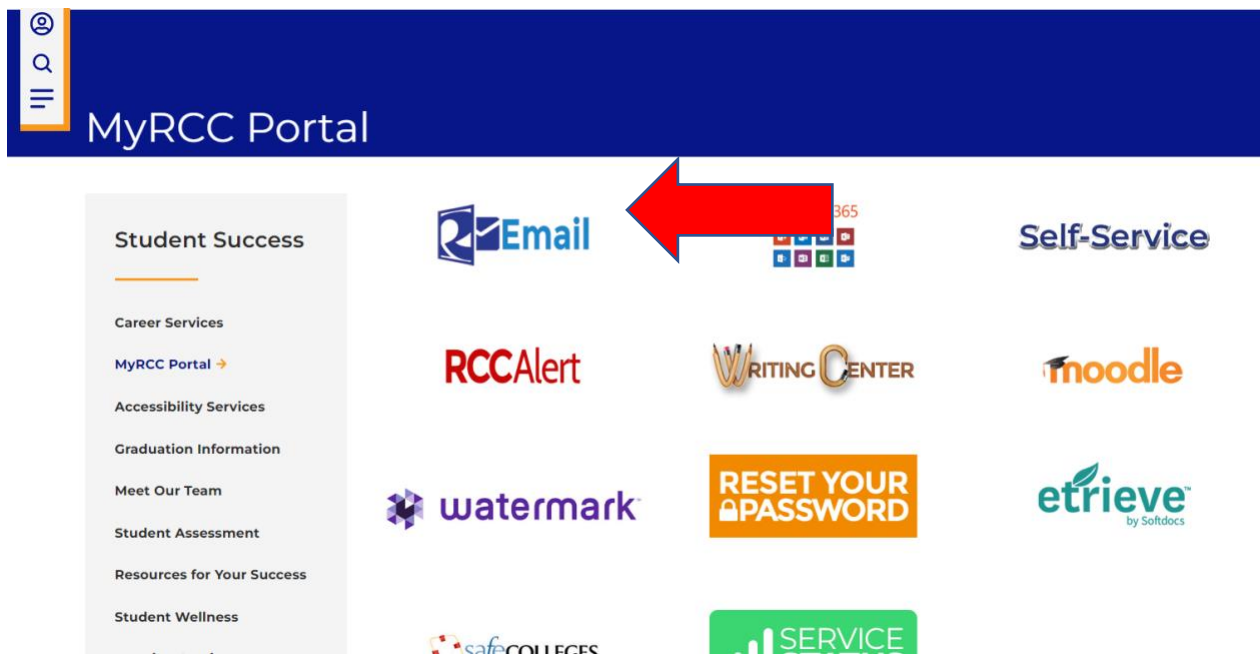 MyRCC Portal
Student Success
Career Services
MyRCC Portal →
Accessibility Services
Graduation Information
Meet Our Team
Student Assessment
Resources for Your Success
Student Wellness
Email
365
Self-Service
RCCAlert
WRITING CENTER
moodle
watermark
RESET YOUR
PASSWORD
etrieve™
by Softdocs
safeCOLLEGES
SERVICE